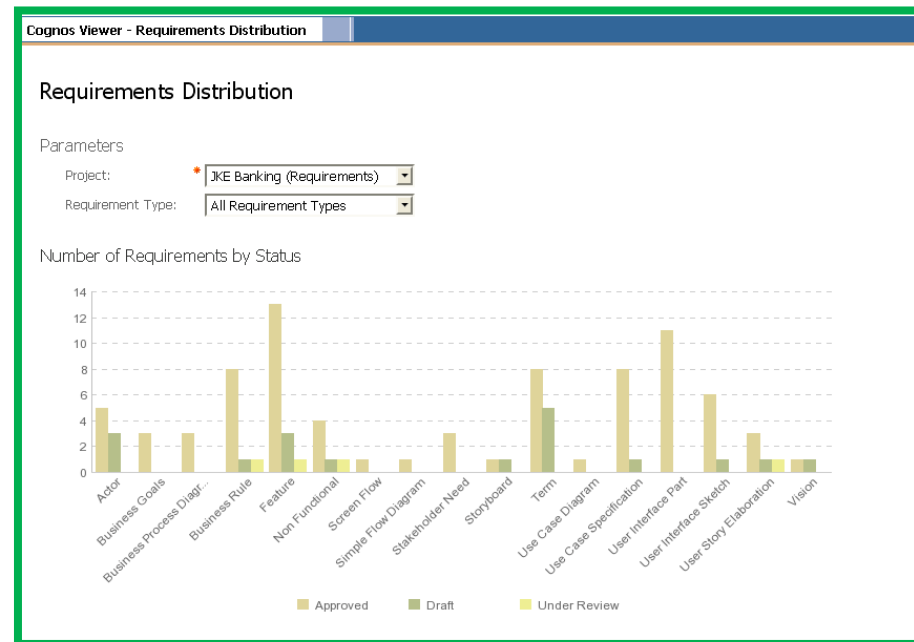 Cognos Viewer - Requirements Distribution
Requirements Distribution
Parameters
Project: * JKE Banking (Requirements)
Requirement Type: All Requirement Types
Number of Requirements by Status
14
12
10
8
6
4
2
0
Actor
Business Goals
Business Process Diagr...
Business Rule
Feature
Non Functional
Screen Flow
Simple Flow Diagram
Stakeholder Need
Storyboard
Term
Use Case Diagram
Use Case Specification
User Interface Part
User Interface Sketch
User Story Elaboration
Vision
Approved Draft Under Review